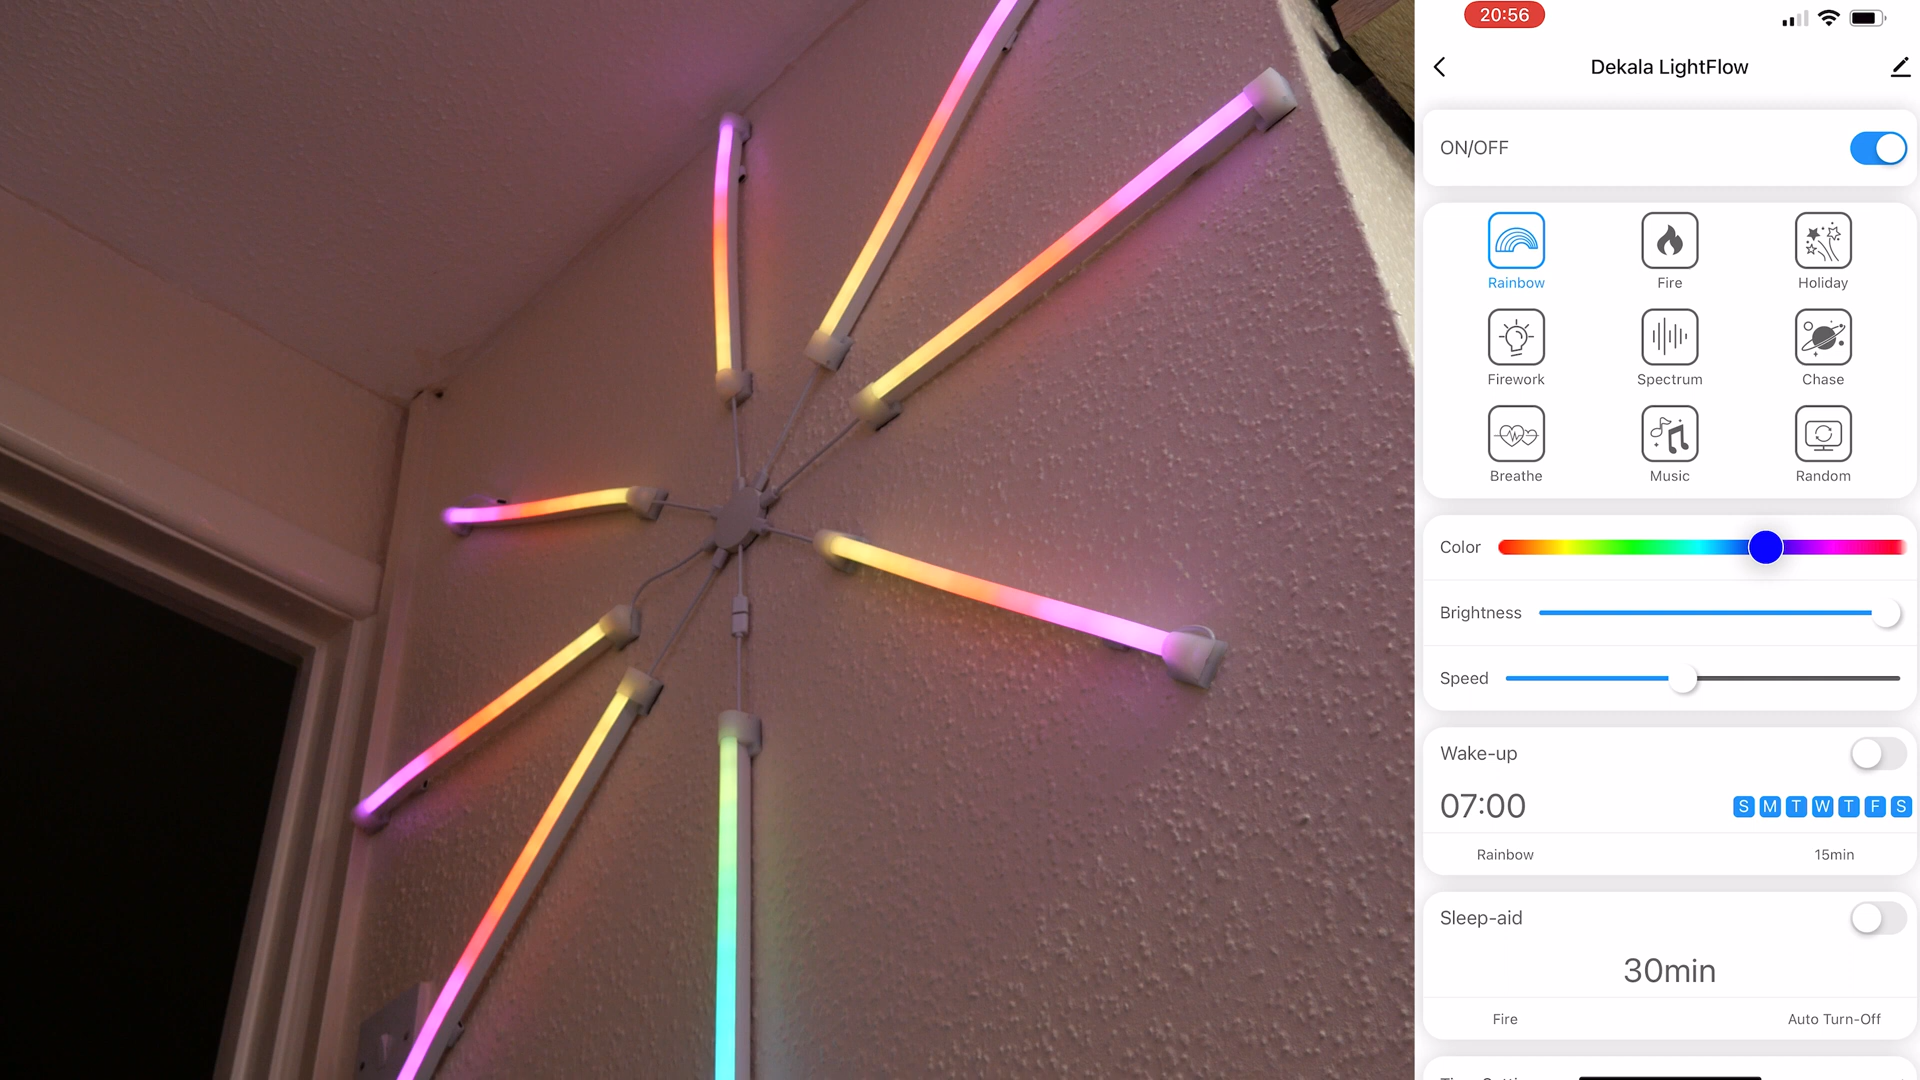 20:56
Dekala LightFlow
ON/OFF
Rainbow Fire Holiday
Firework Spectrum Chase
Breathe Music Random
Color
Brightness
Speed
Wake-up
07:00 S M T W T F S
Rainbow 15min
Sleep-aid
30min
Fire Auto Turn-Off